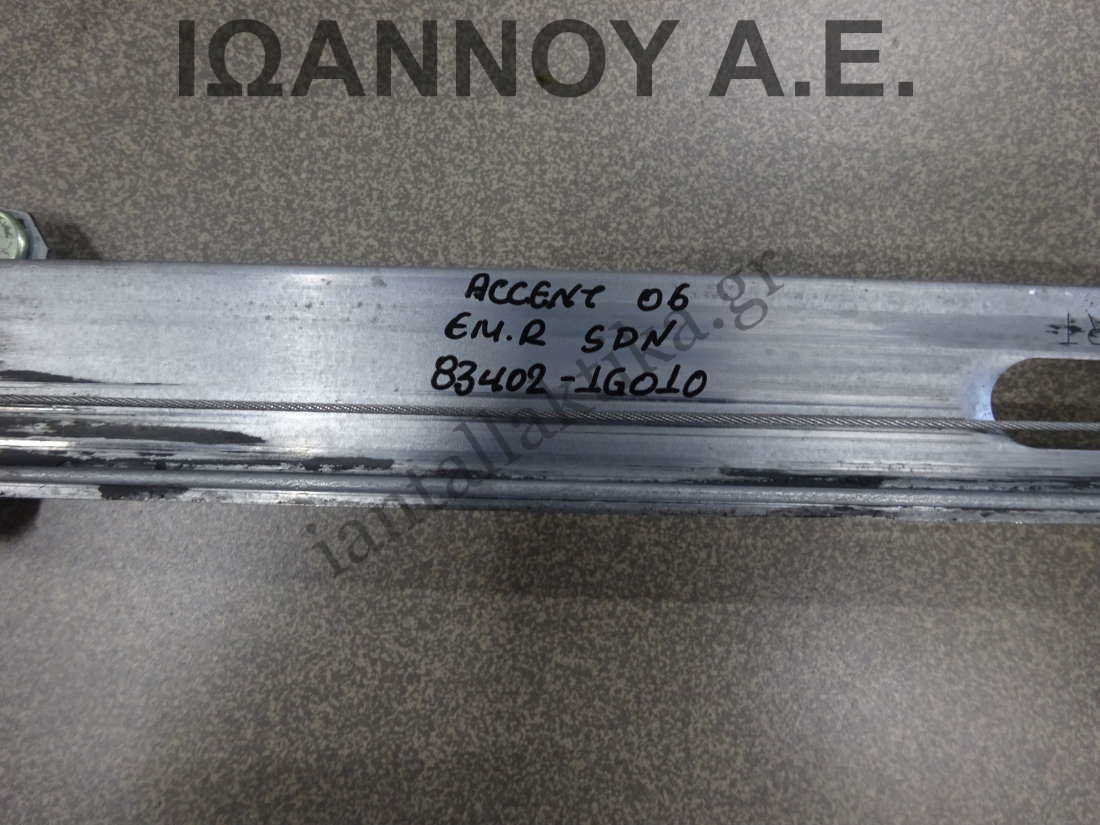 ΙΩΑΝΝΟΥ Α.Ε.
ACCENT 06
EM.R SDN
83402-1G010
iantallaktika.gr